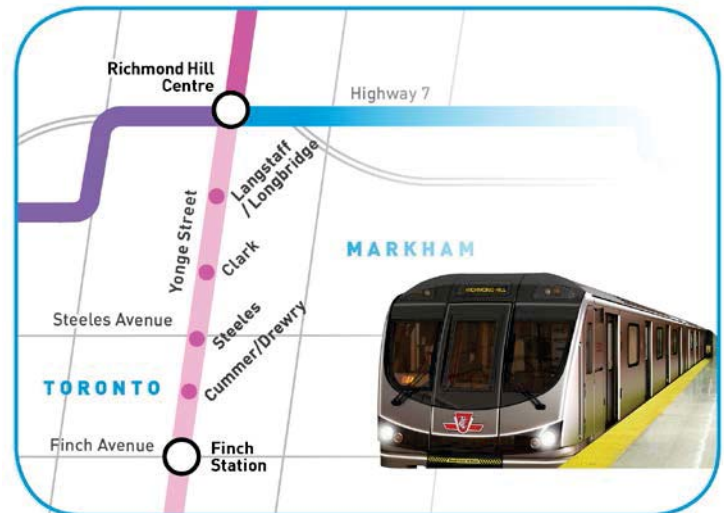 Richmond Hill
Centre
Highway 7
Langstaff
/ Longbridge
Yonge Street
Clark
MARKHAM
RICHMOND HILL
Steeles Avenue
Steeles
Cummer/Drewry
TORONTO
Finch Avenue
Finch
Station